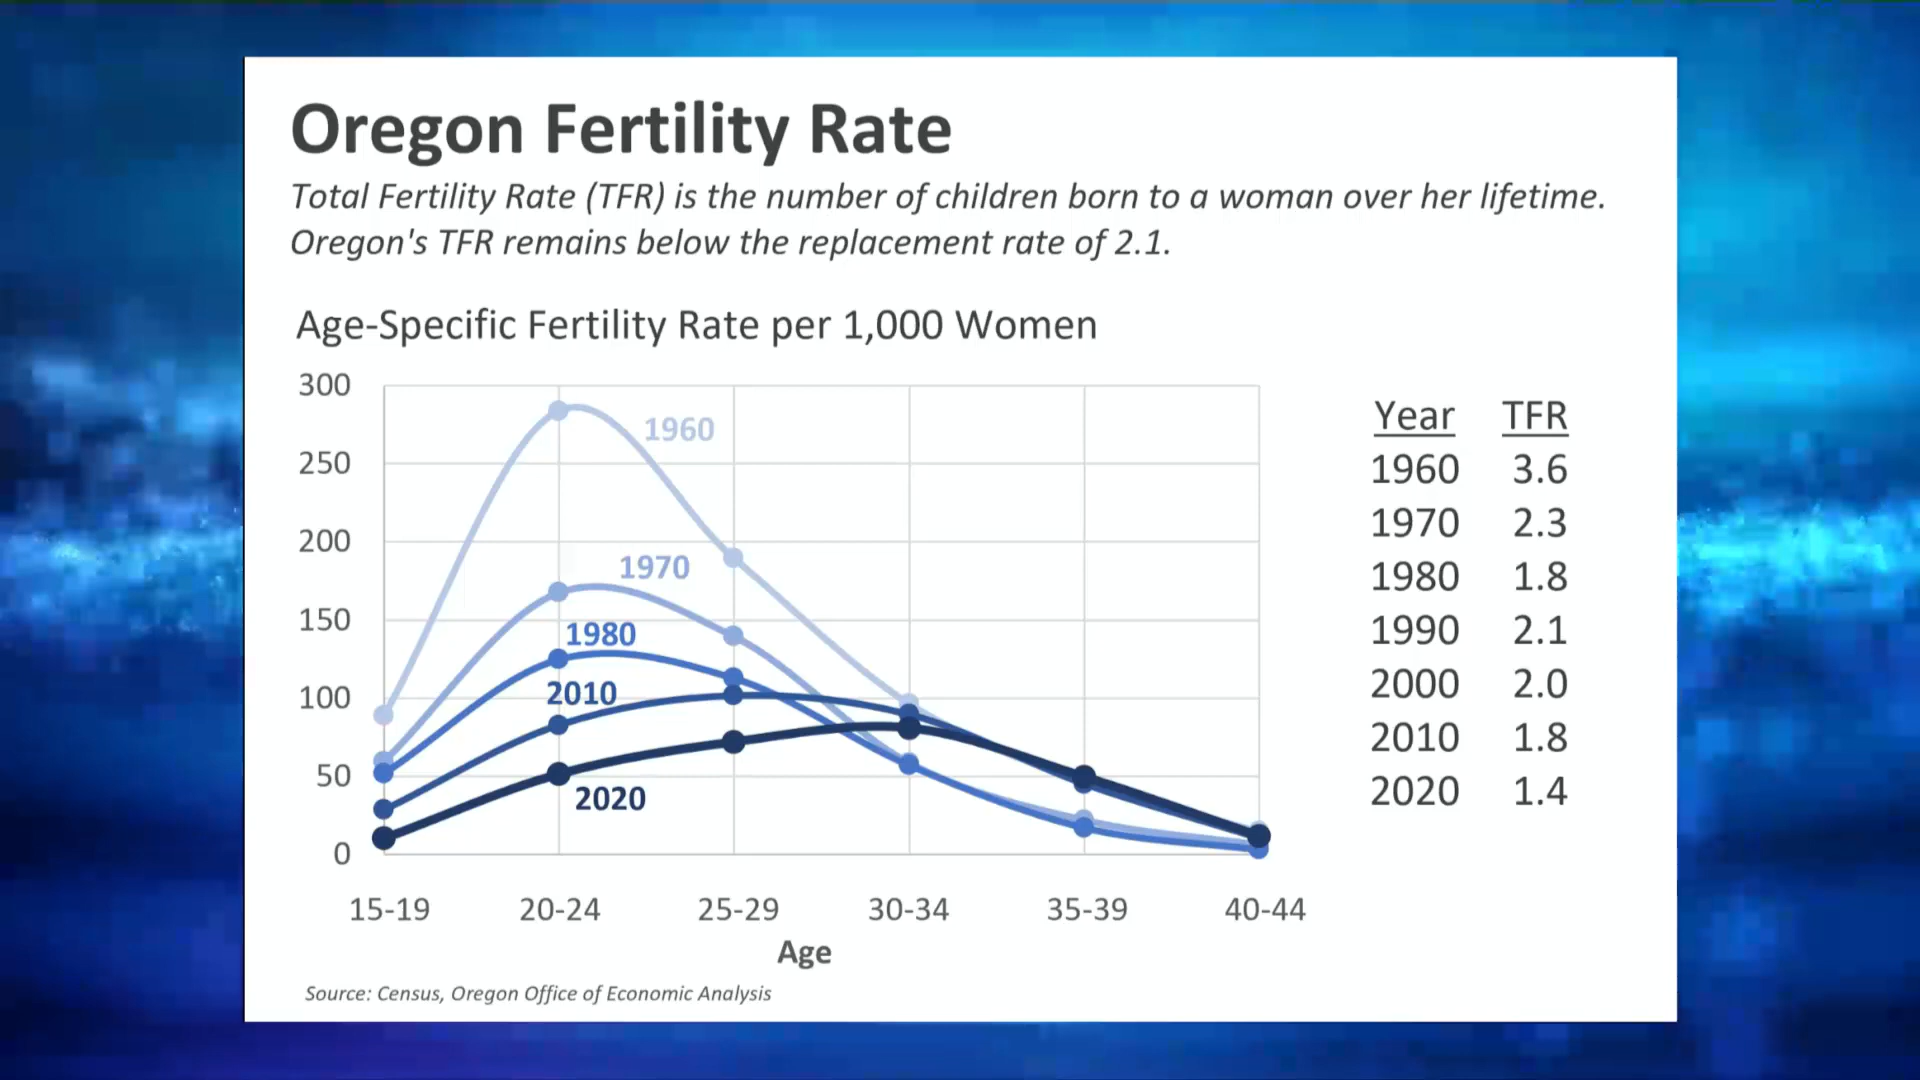 Oregon Fertility Rate
Total Fertility Rate (TFR) is the number of children born to a woman over her lifetime.
Oregon's TFR remains below the replacement rate of 2.1.
Age-Specific Fertility Rate per 1,000 Women
300
250
200
150
100
50
0
1960
1970
1980
2010
2020
15-19 20-24 25-29 30-34 35-39 40-44
Age
Year TFR
1960 3.6
1970 2.3
1980 1.8
1990 2.1
2000 2.0
2010 1.8
2020 1.4
Source: Census, Oregon Office of Economic Analysis